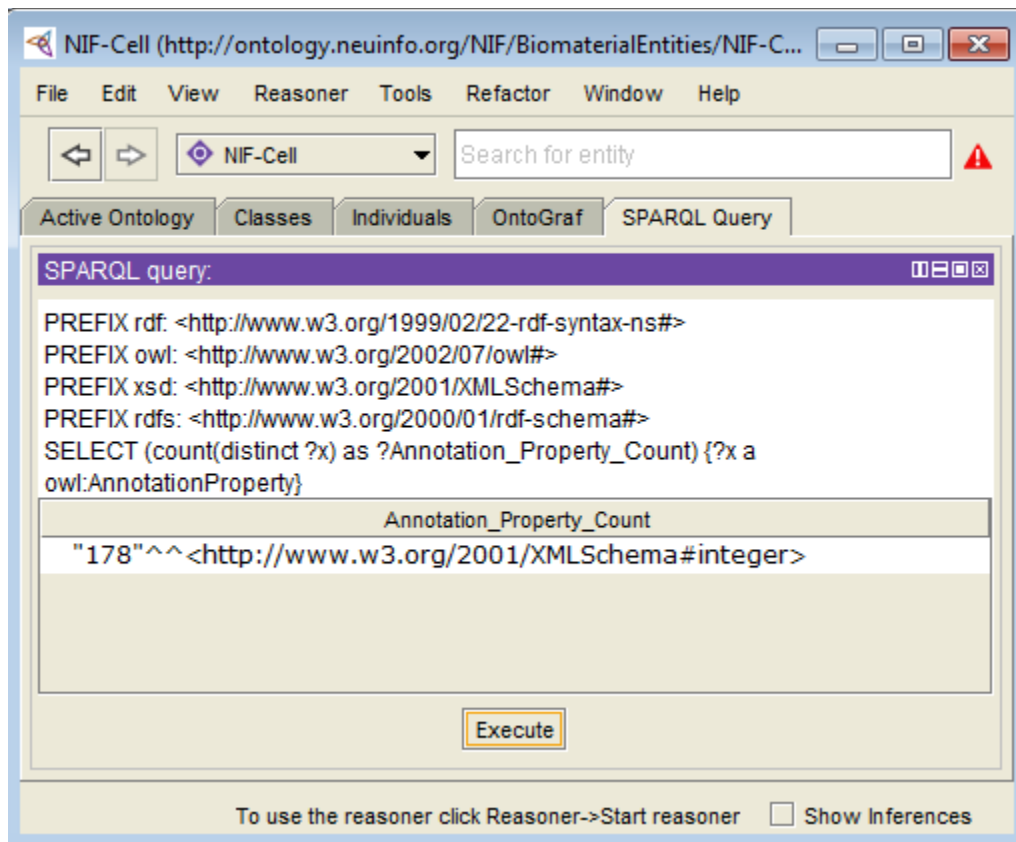 NIF-Cell (http://ontology.neuinfo.org/NIF/BiomaterialEntities/NIF-C...
File Edit View Reasoner Tools Refactor Window Help
NIF-Cell Search for entity
Active Ontology Classes Individuals OntoGraf SPARQL Query
SPARQL query:
PREFIX rdf: <http://www.w3.org/1999/02/22-rdf-syntax-ns#>
PREFIX owl: <http://www.w3.org/2002/07/owl#>
PREFIX xsd: <http://www.w3.org/2001/XMLSchema#>
PREFIX rdfs: <http://www.w3.org/2000/01/rdf-schema#>
SELECT (count(distinct ?x) as ?Annotation_Property_Count) {?x a
owl:AnnotationProperty}
Annotation_Property_Count
"178"^^<http://www.w3.org/2001/XMLSchema#integer>
Execute
To use the reasoner click Reasoner->Start reasoner Show Inferences